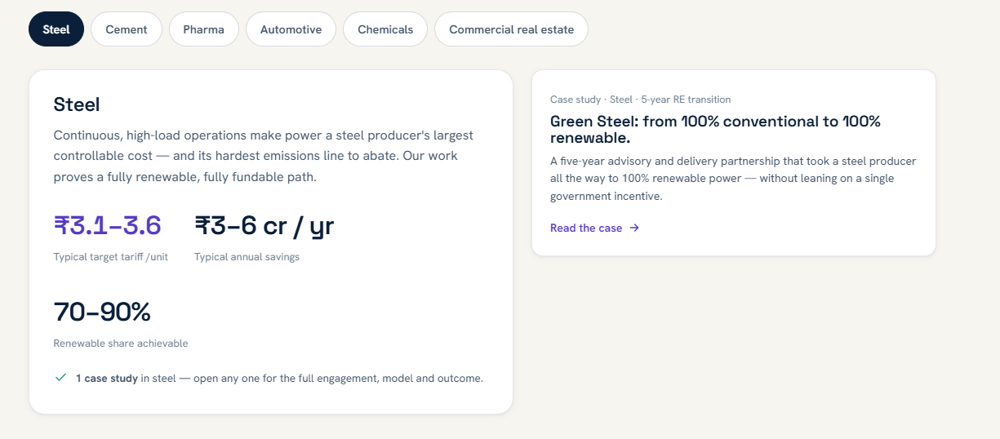 Steel
Cement
Pharma
Automotive
Chemicals
Commercial real estate
Steel
Continuous, high-load operations make power a steel producer's largest
controllable cost — and its hardest emissions line to abate. Our work
proves a fully renewable, fully fundable path.
₹3.1–3.6
Typical target tariff /unit
₹3–6 cr / yr
Typical annual savings
70–90%
Renewable share achievable
1 case study in steel — open any one for the full engagement, model and outcome.
Case study · Steel · 5-year RE transition
Green Steel: from 100% conventional to 100%
renewable.
A five-year advisory and delivery partnership that took a steel producer
all the way to 100% renewable power — without leaning on a single
government incentive.
Read the case →